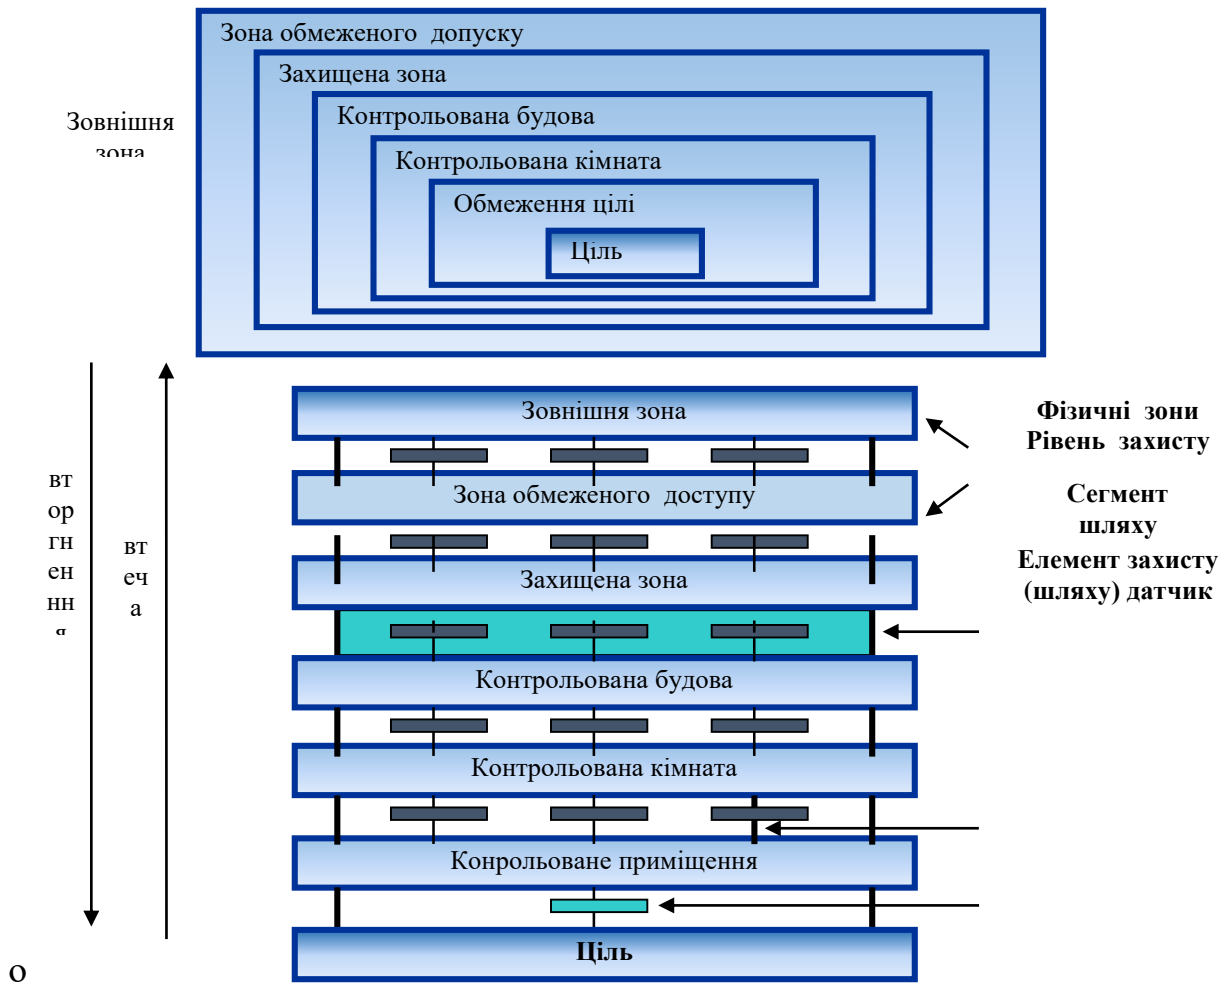 Зона обмеженого допуску
Захищена зона
Контрольована будова
Контрольована кімната
Обмеження цілі
Ціль
Зовнішня
зона
Зовнішня зона
Зона обмеженого доступу
Захищена зона
Контрольована будова
Контрольована кімната
Конрольоване приміщення
Ціль
вт
ор
гн
ен
ня
я
вт
еч
а
Фізичні зони
Рівень захисту
Сегмент
шляху
Елемент захисту
(шляху) датчик
о